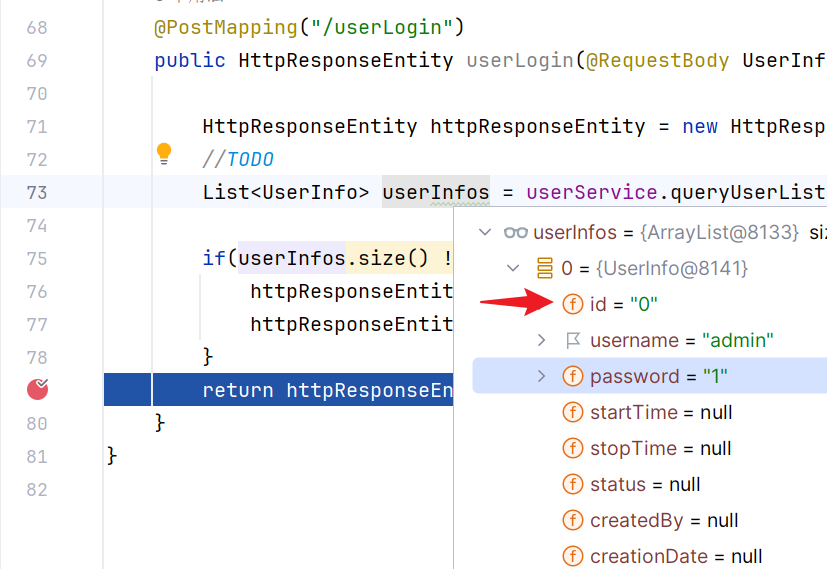 68 @PostMapping("/userLogin")
69 public HttpResponseEntity userLogin(@RequestBody UserInf
70
71 HttpResponseEntity httpResponseEntity = new HttpResp
72 //TODO
73 List<UserInfo> userInfos = userService.queryUserList
74
75 if(userInfos.size() !
76 httpResponseEntit
77 httpResponseEntit
78 }
return httpResponseEn
80 }
81 }
82
userInfos = {ArrayList@8133} siz
0 = {UserInfo@8141}
f id = "0"
username = "admin"
f password = "1"
f startTime = null
f stopTime = null
f status = null
f createdBy = null
f creationDate = null